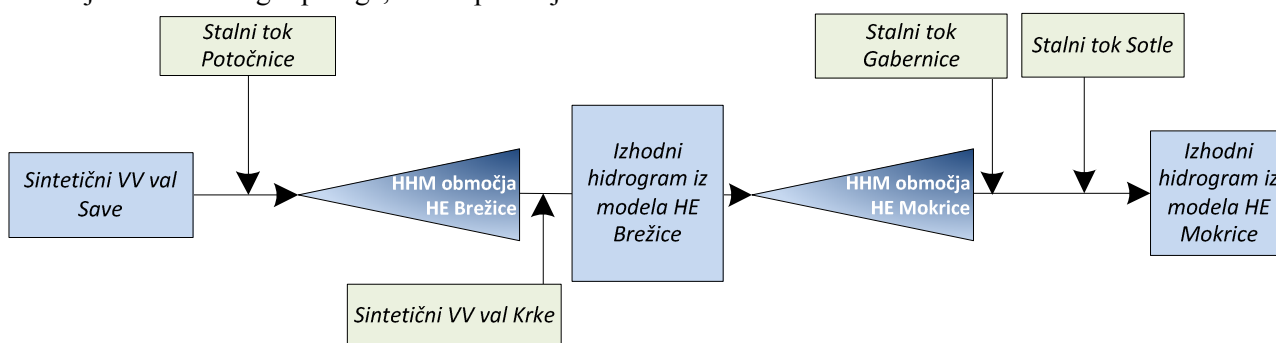 Stalni tok
Potočnice
Stalni tok
Gabernice
Stalni tok Sotle
Sintetični VV val
Save
HHM območja
HE Brežice
Izhodni
hidrogram iz
modela HE
Brežice
HHM območja
HE Mokrice
Izhodni
hidrogram iz
modela HE
Mokrice
Sintetični VV val Krke